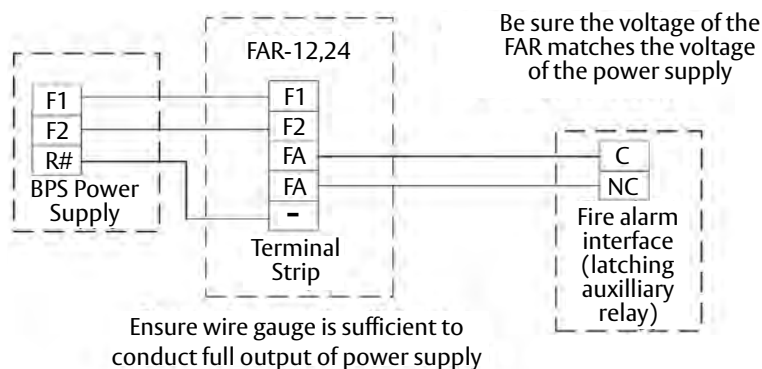 Be sure the voltage of the
FAR matches the voltage
of the power supply
FAR-12,24
F1
F2
R#
BPS Power
Supply
F1
F2
FA
FA
-
Terminal
Strip
C
NC
Fire alarm
interface
(latching
auxilliary
relay)
Ensure wire gauge is sufficient to
conduct full output of power supply